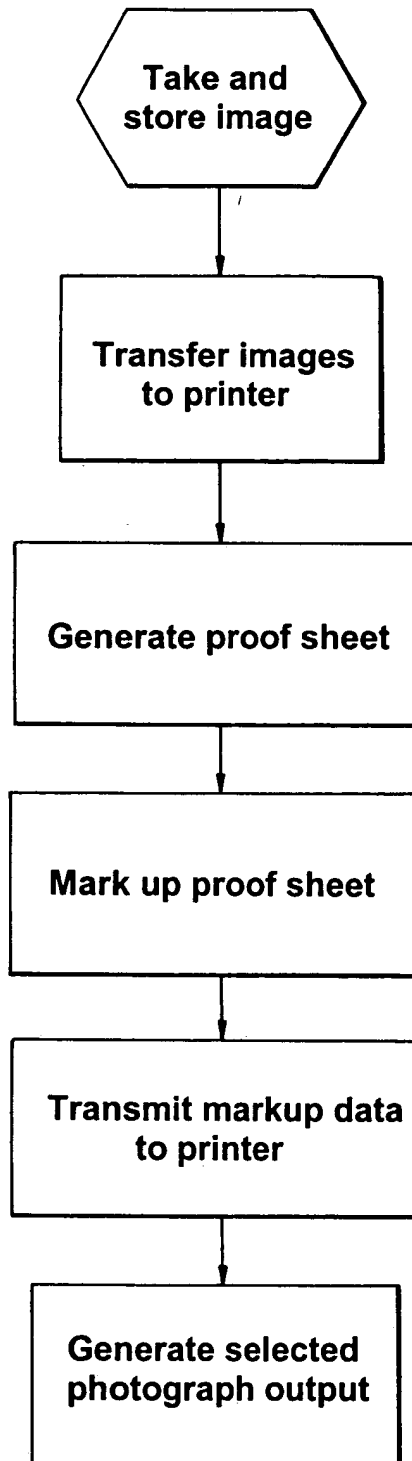 Take and
store image
Transfer images
to printer
Generate proof sheet
Mark up proof sheet
Transmit markup data
to printer
Generate selected
photograph output